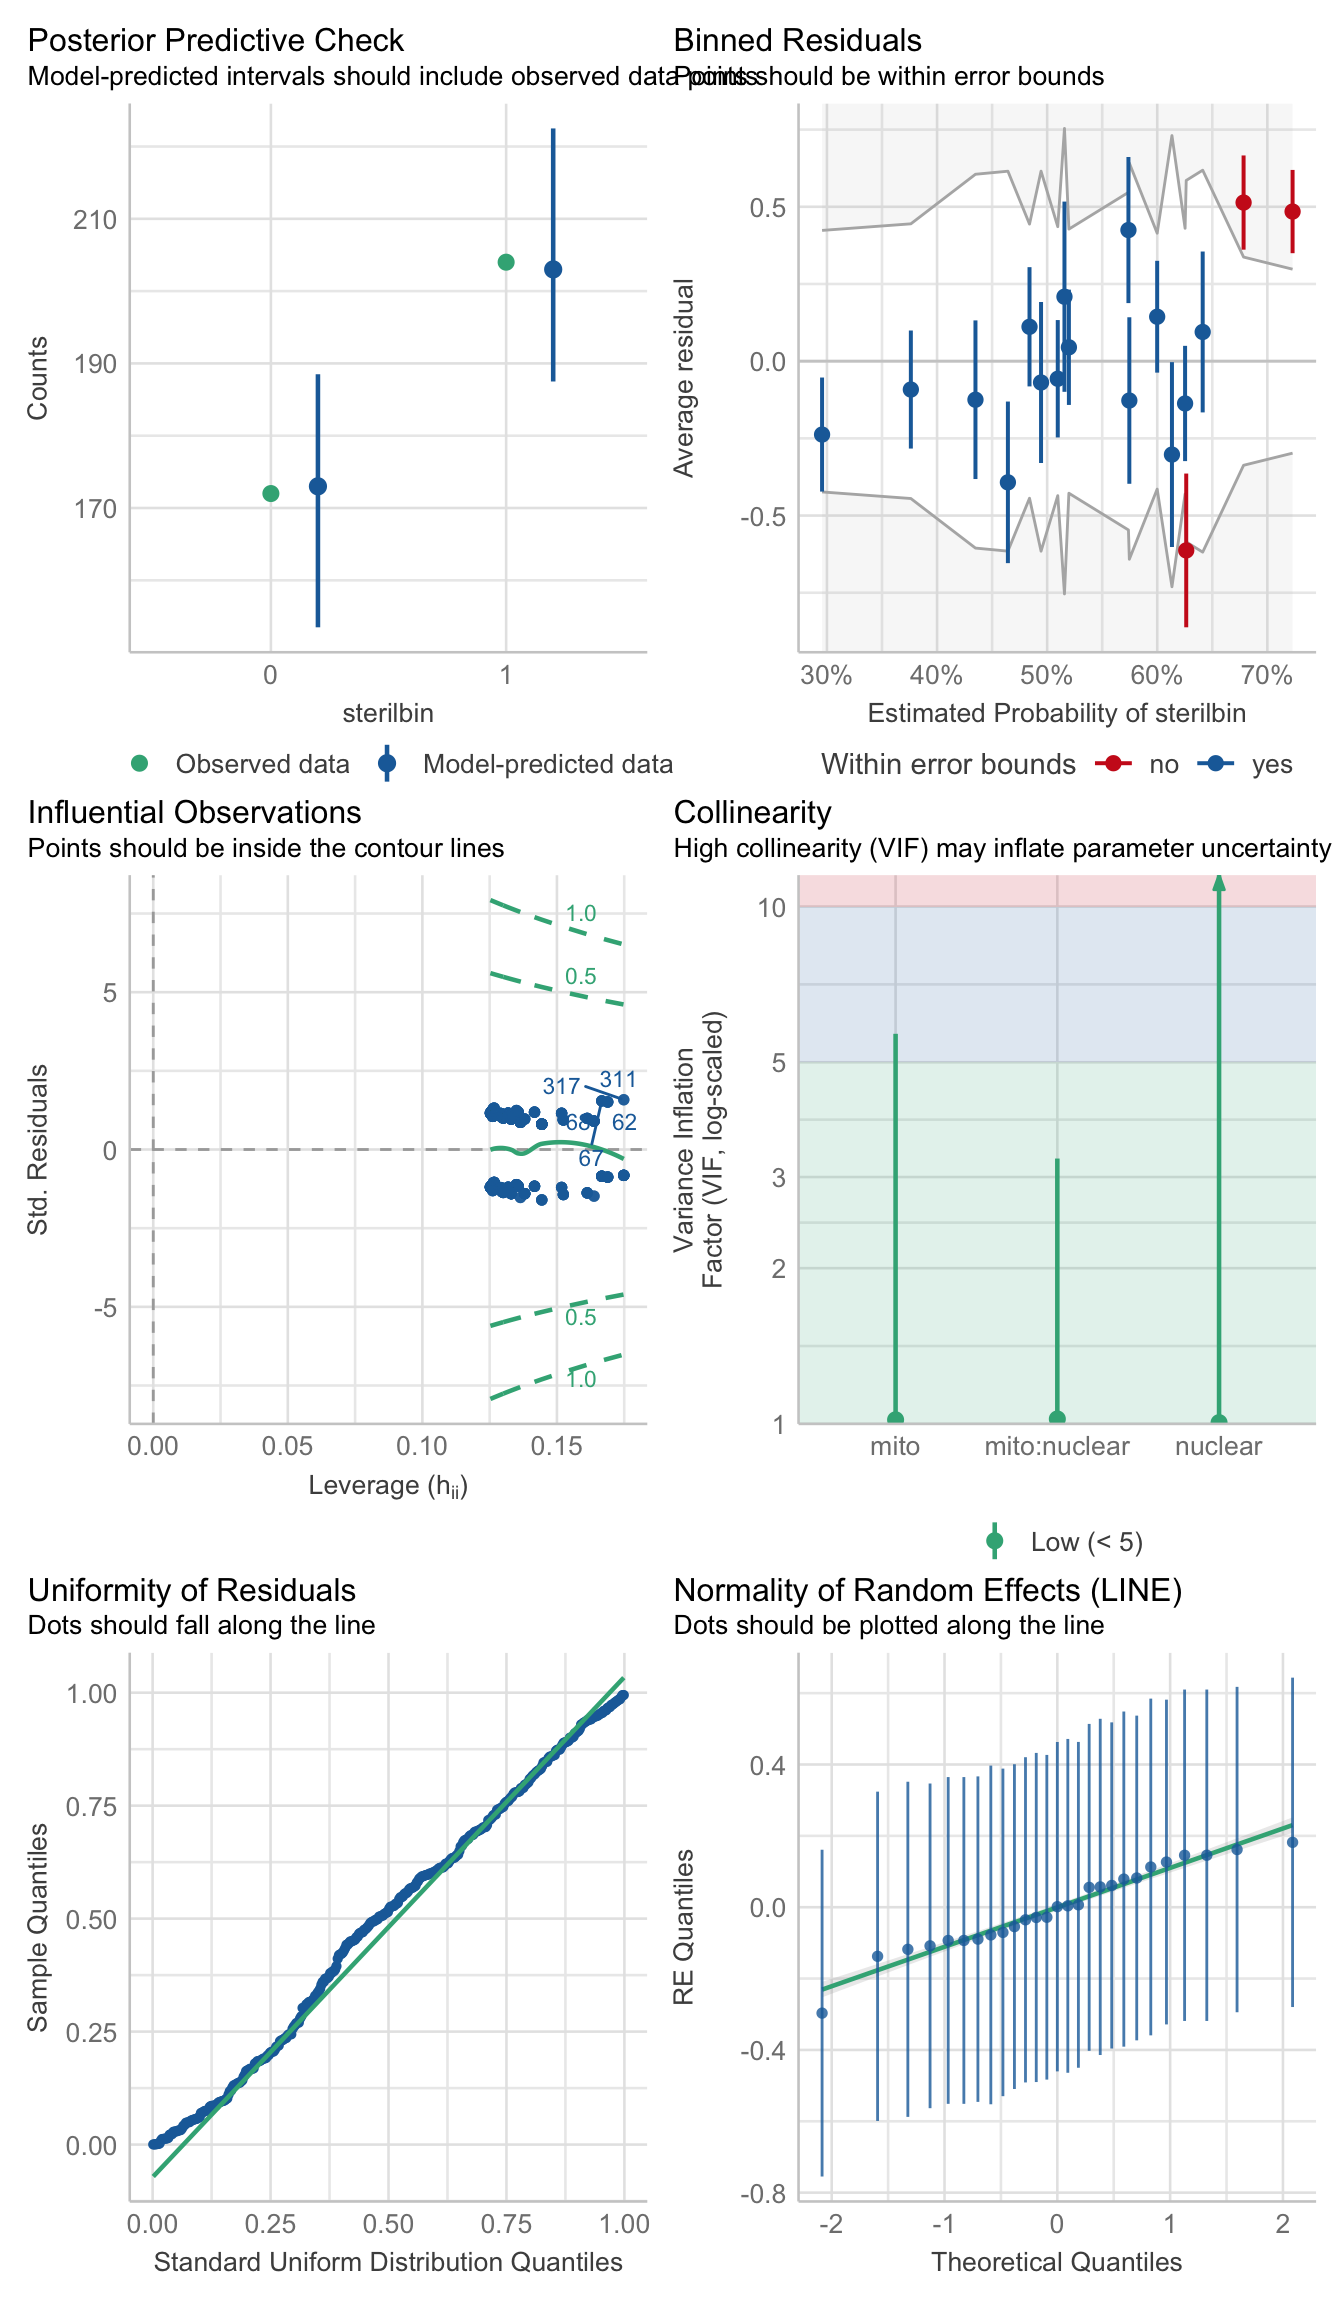 Posterior Predictive Check
Model-predicted intervals should include observed data points
210
190
170
Counts
0
1
sterilbin
Observed data
Model-predicted data
Binned Residuals
Points should be within error bounds
0.5
0.0
-0.5
Average residual
30%
40%
50%
60%
70%
Estimated Probability of sterilbin
Within error bounds
no
yes
Influential Observations
Points should be inside the contour lines
1.0
0.5
5
317
311
68
62
0
67
-5
0.5
1.0
Std. Residuals
0.00
0.05
0.10
0.15
Leverage (hii)
Collinearity
High collinearity (VIF) may inflate parameter uncertainty
10
5
3
2
1
Variance Inflation
Factor (VIF, log-scaled)
mito
mito:nuclear
nuclear
Low (< 5)
Uniformity of Residuals
Dots should fall along the line
1.00
0.75
0.50
0.25
0.00
Sample Quantiles
0.00
0.25
0.50
0.75
1.00
Standard Uniform Distribution Quantiles
Normality of Random Effects (LINE)
Dots should be plotted along the line
0.4
0.0
-0.4
-0.8
RE Quantiles
-2
-1
0
1
2
Theoretical Quantiles